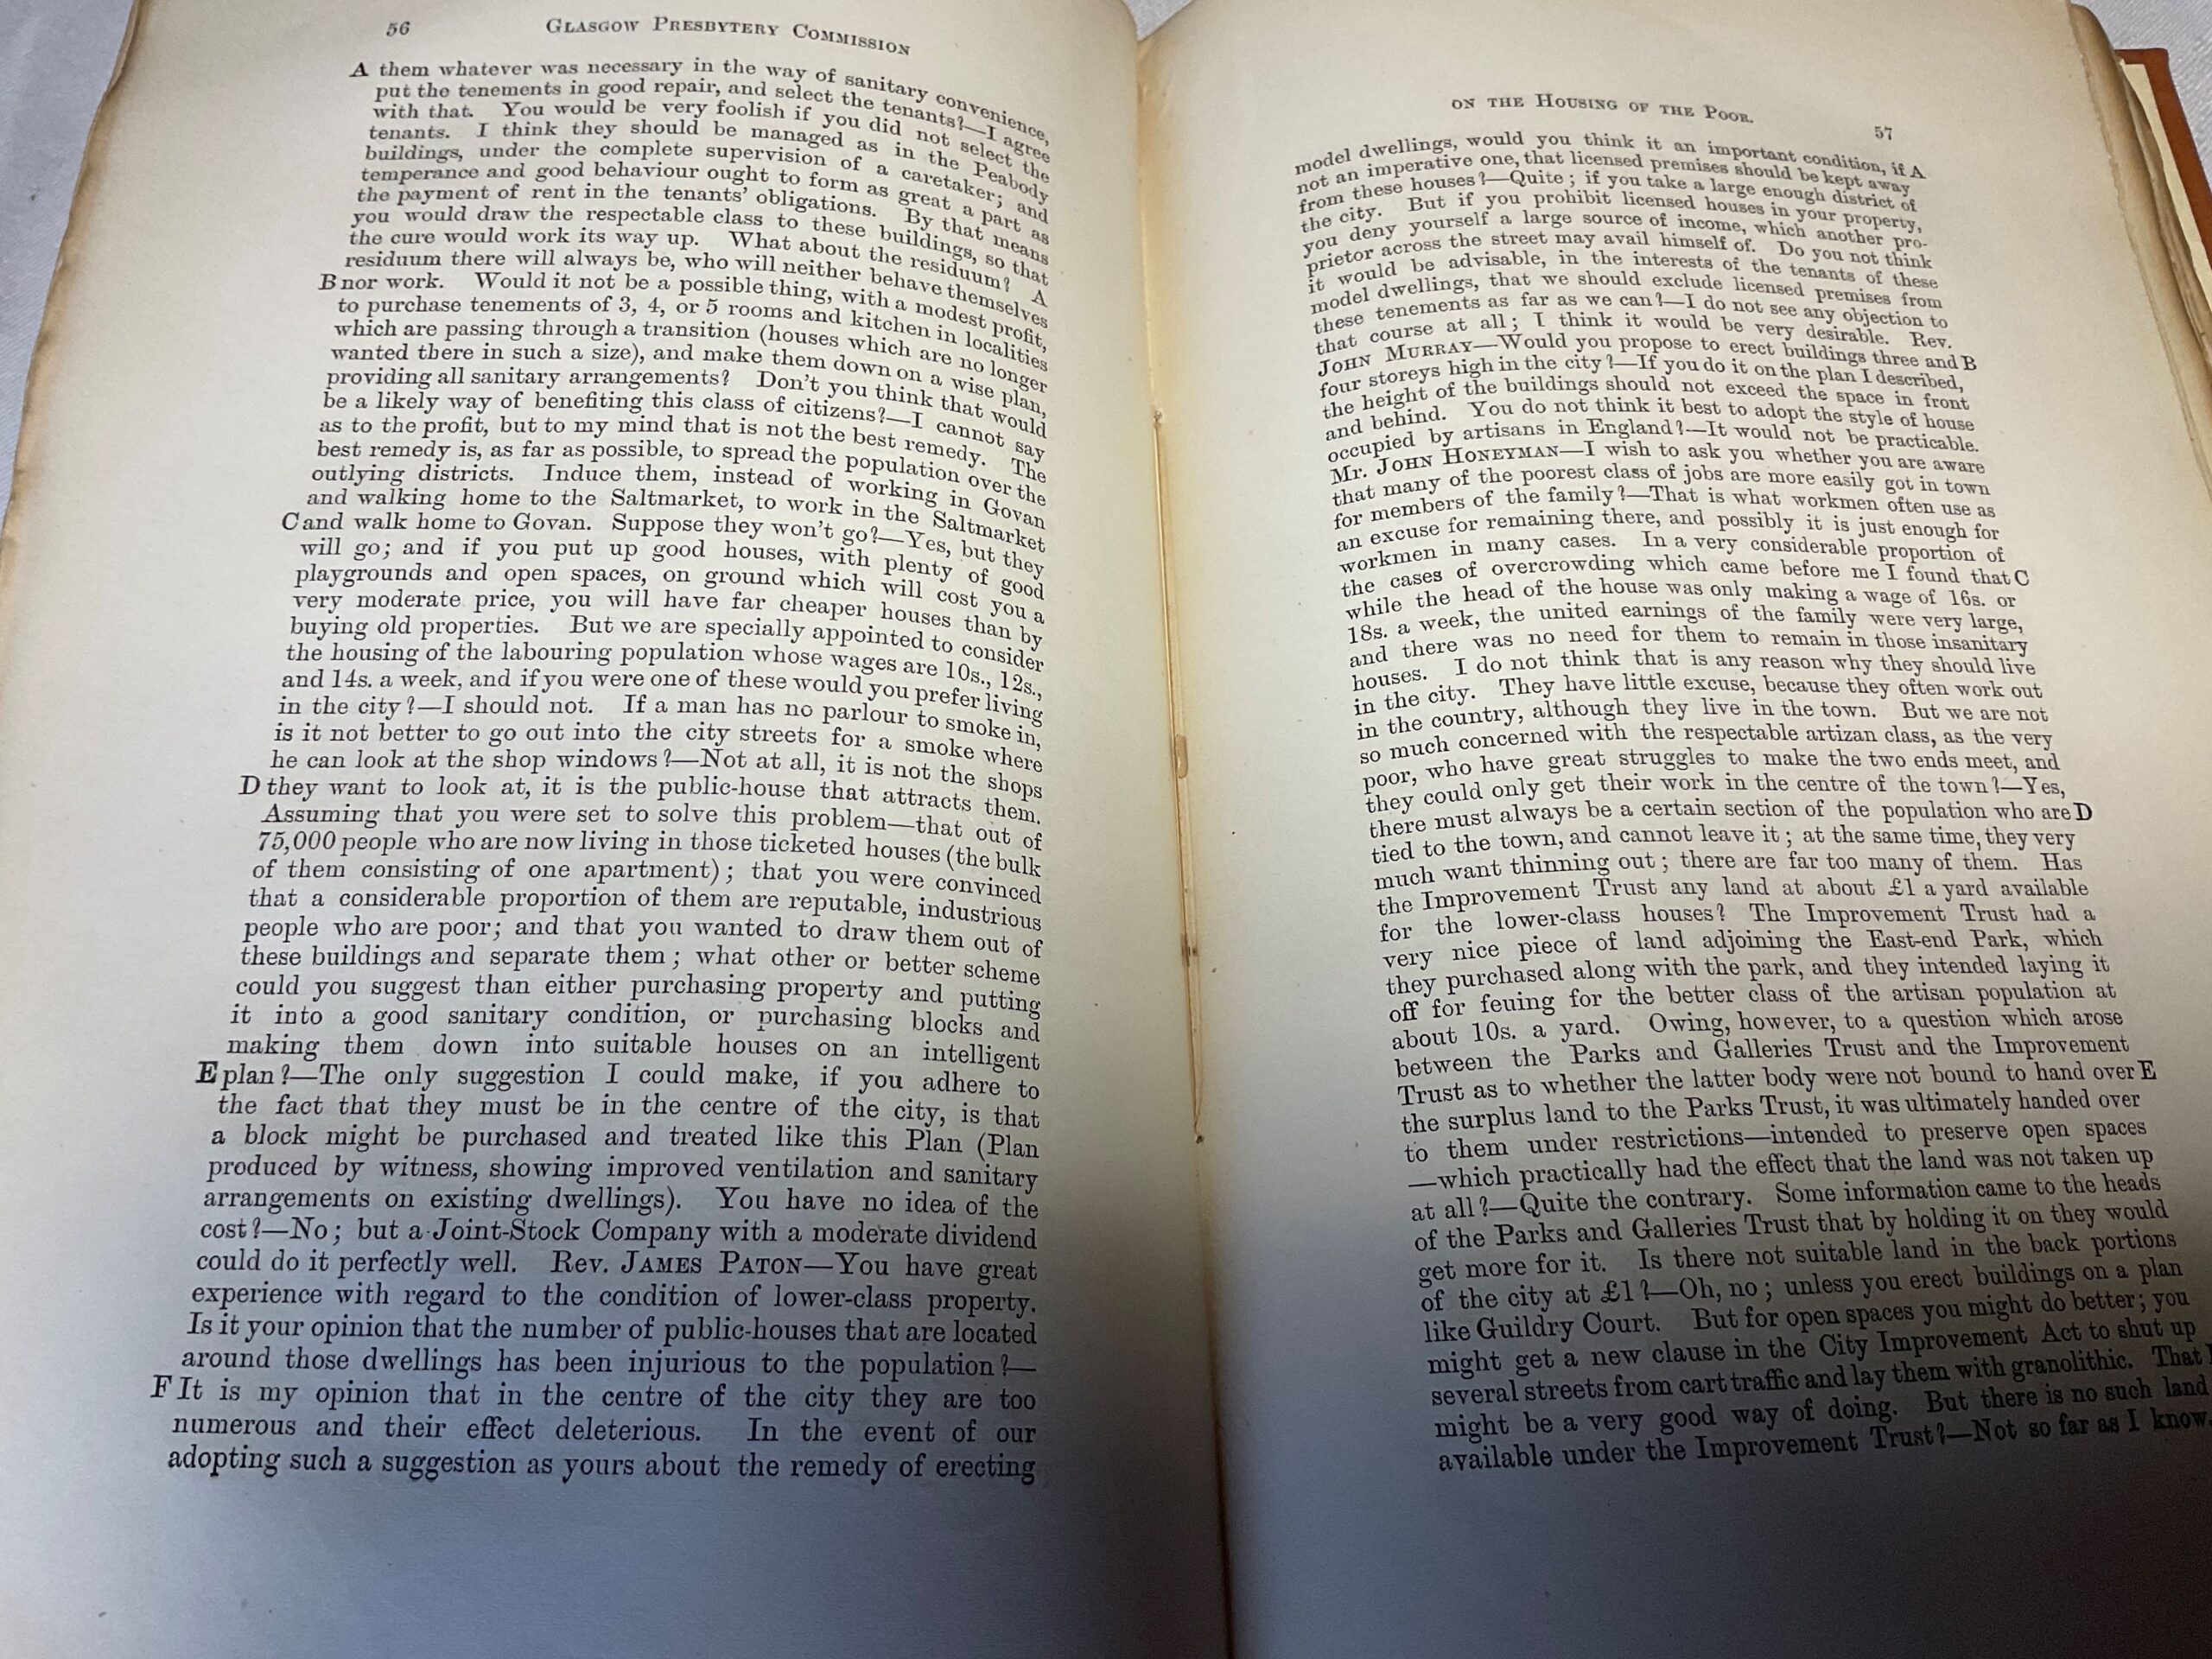 56 GLASGOW PRESBYTERY COMMISSION
A them whatever was necessary in the way of sanitary convenience,
put the tenements in good repair, and select the tenants?—I agree
with that. You would be very foolish if you did not select the
tenants. I think they should be managed as in the Peabody
buildings, under the complete supervision of a caretaker; and
temperance and good behaviour ought to form as great a part as
the payment of rent in the tenants' obligations. By that means
you would draw the respectable class to these buildings, so that
the cure would work its way up. What about the residuum? A
residuum there will always be, who will neither behave themselves
B nor work. Would it not be a possible thing, with a modest profit,
to purchase tenements of 3, 4, or 5 rooms and kitchen in localities
which are passing through a transition (houses which are no longer
wanted there in such a size), and make them down on a wise plan,
providing all sanitary arrangements? Don't you think that would
be a likely way of benefiting this class of citizens?—I cannot say
as to the profit, but to my mind that is not the best remedy. The
best remedy is, as far as possible, to spread the population over the
outlying districts. Induce them, instead of working in Govan
and walking home to the Saltmarket, to work in the Saltmarket
C and walk home to Govan. Suppose they won't go?—Yes, but they
will go; and if you put up good houses, with plenty of good
playgrounds and open spaces, on ground which will cost you a
very moderate price, you will have far cheaper houses than by
buying old properties. But we are specially appointed to consider
the housing of the labouring population whose wages are 10s., 12s.,
and 14s. a week, and if you were one of these would you prefer living
in the city?—I should not. If a man has no parlour to smoke in,
is it not better to go out into the city streets for a smoke where
he can look at the shop windows?—Not at all, it is not the shops
D they want to look at, it is the public-house that attracts them.
Assuming that you were set to solve this problem—that out of
75,000 people who are now living in those ticketed houses (the bulk
of them consisting of one apartment); that you were convinced
that a considerable proportion of them are reputable, industrious
people who are poor; and that you wanted to draw them out of
these buildings and separate them; what other or better scheme
could you suggest than either purchasing property and putting
it into a good sanitary condition, or purchasing blocks and
making them down into suitable houses on an intelligent
E plan?—The only suggestion I could make, if you adhere to
the fact that they must be in the centre of the city, is that
a block might be purchased and treated like this Plan (Plan
produced by witness, showing improved ventilation and sanitary
arrangements on existing dwellings). You have no idea of the
cost?—No; but a Joint-Stock Company with a moderate dividend
could do it perfectly well. Rev. JAMES PATON—You have great
experience with regard to the condition of lower-class property.
Is it your opinion that the number of public-houses that are located
around those dwellings has been injurious to the population?—
F It is my opinion that in the centre of the city they are too
numerous and their effect deleterious. In the event of our
adopting such a suggestion as yours about the remedy of erecting
ON THE HOUSING OF THE POOR. 57
model dwellings, would you think it an important condition, if A
not an imperative one, that licensed premises should be kept away
from these houses?—Quite; if you take a large enough district of
the city. But if you prohibit licensed houses in your property,
you deny yourself a large source of income, which another pro-
prietor across the street may avail himself of. Do you not think
it would be advisable, in the interests of the tenants of these
model dwellings, that we should exclude licensed premises from
these tenements as far as we can?—I do not see any objection to
that course at all; I think it would be very desirable. Rev.
JOHN MURRAY—Would you propose to erect buildings three and B
four storeys high in the city?—If you do it on the plan I described,
the height of the buildings should not exceed the space in front
and behind. You do not think it best to adopt the style of house
occupied by artisans in England?—It would not be practicable.
Mr. JOHN HONEYMAN—I wish to ask you whether you are aware
that many of the poorest class of jobs are more easily got in town
for members of the family?—That is what workmen often use as
an excuse for remaining there, and possibly it is just enough for
workmen in many cases. In a very considerable proportion of
the cases of overcrowding which came before me I found that C
while the head of the house was only making a wage of 16s. or
18s. a week, the united earnings of the family were very large,
and there was no need for them to remain in those insanitary
houses. I do not think that is any reason why they should live
in the city. They have little excuse, because they often work out
in the country, although they live in the town. But we are not
so much concerned with the respectable artizan class, as the very
poor, who have great struggles to make the two ends meet, and
they could only get their work in the centre of the town?—Yes,
there must always be a certain section of the population who are D
tied to the town, and cannot leave it; at the same time, they very
much want thinning out; there are far too many of them. Has
the Improvement Trust any land at about £1 a yard available
for the lower-class houses? The Improvement Trust had a
very nice piece of land adjoining the East-end Park, which
they purchased along with the park, and they intended laying it
off for feuing for the better class of the artisan population at
about 10s. a yard. Owing, however, to a question which arose
between the Parks and Galleries Trust and the Improvement
Trust as to whether the latter body were not bound to hand over E
the surplus land to the Parks Trust, it was ultimately handed over
to them under restrictions—intended to preserve open spaces
—which practically had the effect that the land was not taken up
at all?—Quite the contrary. Some information came to the heads
of the Parks and Galleries Trust that by holding it on they would
get more for it. Is there not suitable land in the back portions
of the city at £1?—Oh, no; unless you erect buildings on a plan
like Guildry Court. But for open spaces you might do better; you
might get a new clause in the City Improvement Act to shut up
several streets from cart traffic and lay them with granolithic. That
might be a very good way of doing. But there is no such land
available under the Improvement Trust?—Not so far as I know.